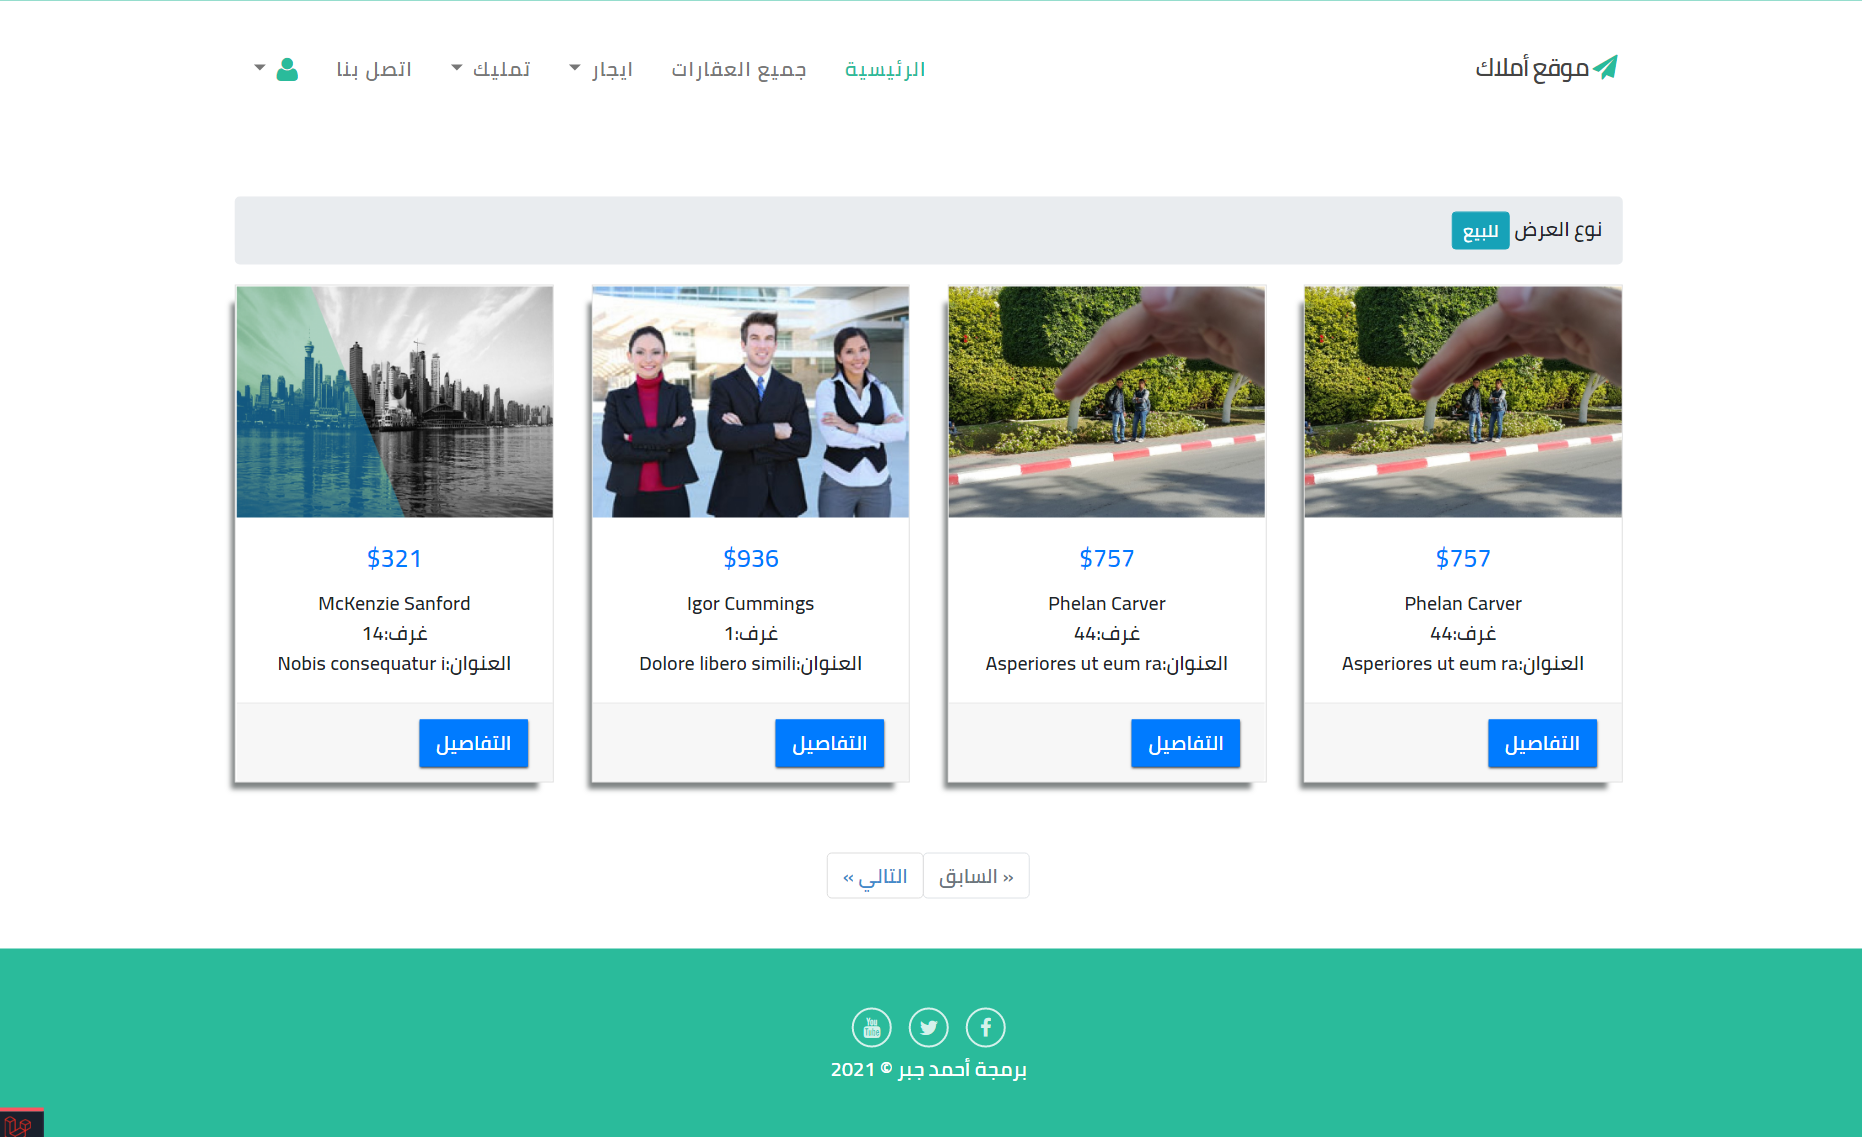 موقع أملاك
الرئيسية
جميع العقارات
ايجار
تمليك
اتصل بنا
نوع العرض للبيع
$757
Phelan Carver
غرف:44
العنوان:Asperiores ut eum ra
التفاصيل
$757
Phelan Carver
غرف:44
العنوان:Asperiores ut eum ra
التفاصيل
$936
Igor Cummings
غرف:1
العنوان:Dolore libero simili
التفاصيل
$321
McKenzie Sanford
غرف:14
العنوان:Nobis consequatur i
التفاصيل
« السابق
التالي »
You Tube
برمجة أحمد جبر © 2021